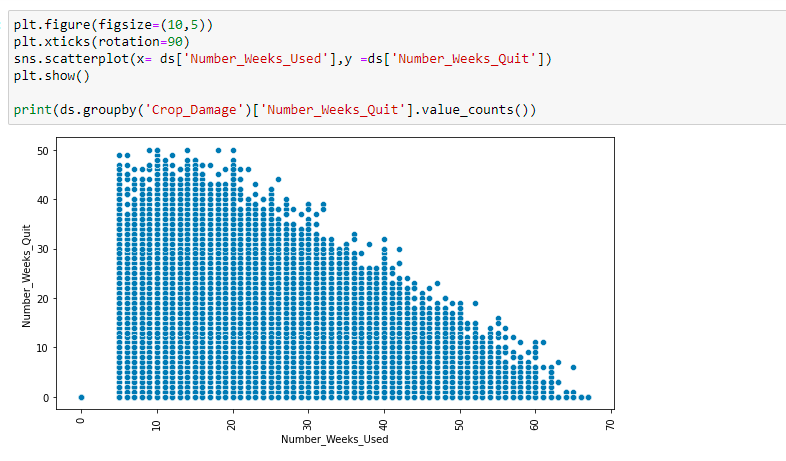 plt.figure(figsize=(10,5))
plt.xticks(rotation=90)
sns.scatterplot(x= ds['Number_Weeks_Used'],y =ds['Number_Weeks_Quit'])
plt.show()
print(ds.groupby('Crop_Damage')['Number_Weeks_Quit'].value_counts())
50
40
30
20
10
0
Number_Weeks_Quit
0 10 20 30 40 50 60 70
Number_Weeks_Used